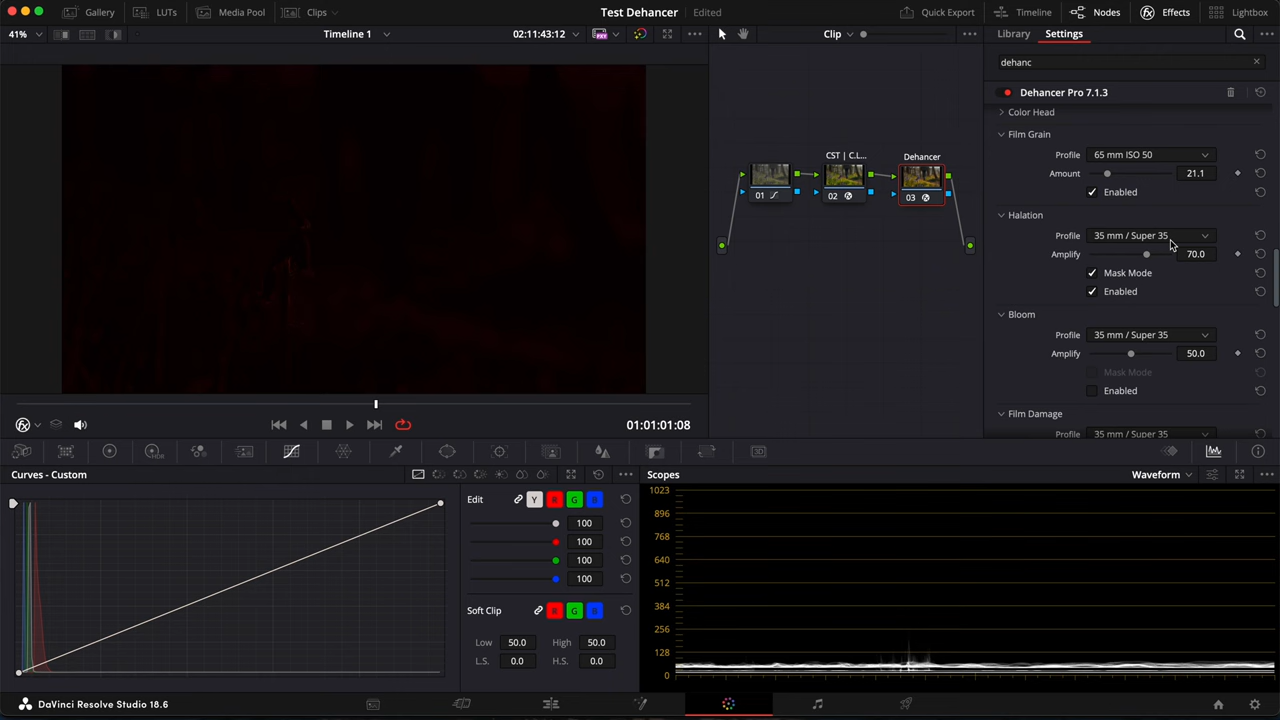 Gallery LUTs Media Pool Clips Test Dehancer Edited Quick Export Timeline Nodes Effects Lightbox
41% Timeline 1 02:11:43:12 Clip Library Settings
dehanc
Dehancer Pro 7.1.3
Color Head
Film Grain
Profile 65 mm ISO 50
Amount 21.1
Enabled
Halation
Profile 35 mm / Super 35
Amplify 70.0
Mask Mode
Enabled
Bloom
Profile 35 mm / Super 35
Amplify 50.0
Mask Mode
Enabled
Film Damage
Profile 35 mm / Super 35
CST | C.L... Dehancer
01 02 03
01:01:01:08
HDR
3D
Curves - Custom
Edit Y R G B
100
100
100
100
Soft Clip R G B
Low 50.0 High 50.0
L.S. 0.0 H.S. 0.0
Scopes Waveform
1023
896
768
640
512
384
256
128
0
DaVinci Resolve Studio 18.6